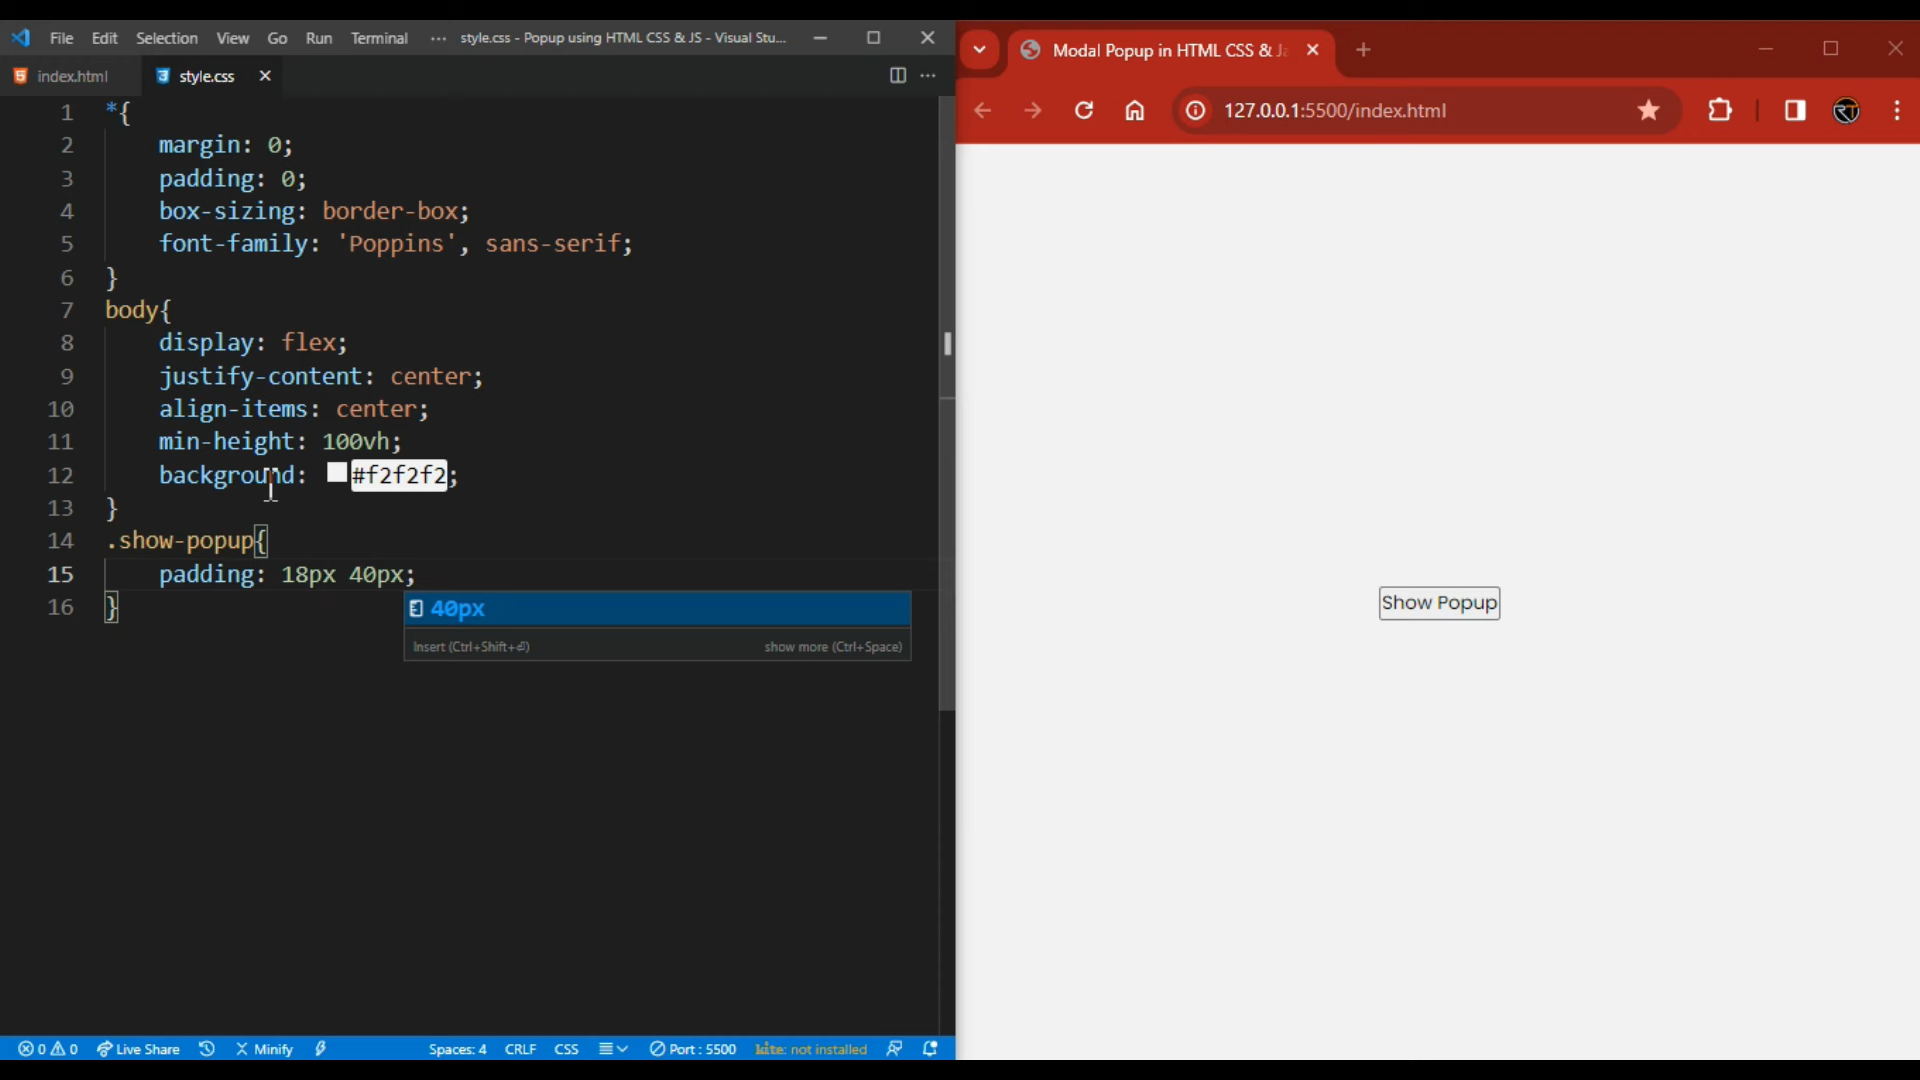 File Edit Selection View Go Run Terminal ··· style.css - Popup using HTML CSS & JS - Visual Stu...
index.html style.css
1 *{
2 margin: 0;
3 padding: 0;
4 box-sizing: border-box;
5 font-family: 'Poppins', sans-serif;
6 }
7 body{
8 display: flex;
9 justify-content: center;
10 align-items: center;
11 min-height: 100vh;
12 background: #f2f2f2;
13 }
14 .show-popup{
15 padding: 18px 40px;
16 }
40px
Insert (Ctrl+Shift+⏎) show more (Ctrl+Space)
0 0 Live Share Minify Spaces: 4 CRLF CSS Port : 5500 kite: not installed
Modal Popup in HTML CSS & Ja
127.0.0.1:5500/index.html
RT
Show Popup